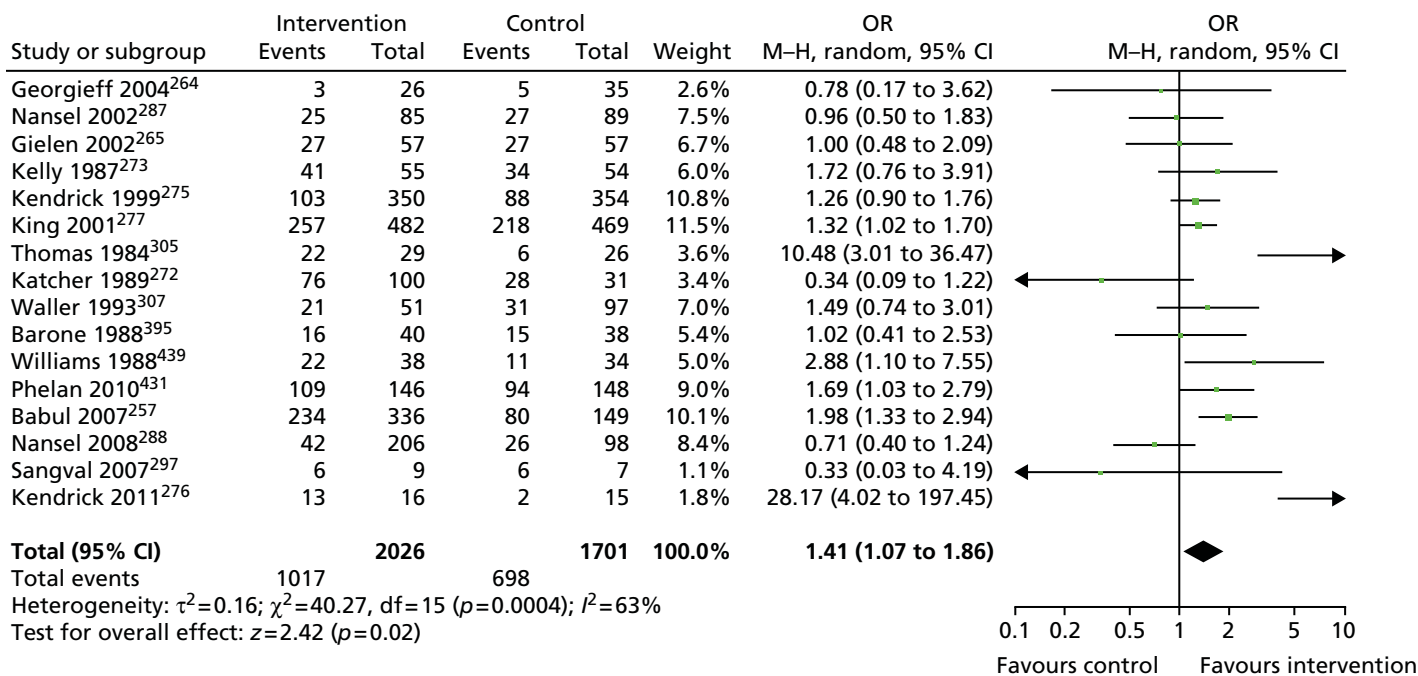 Intervention Control OR OR
Study or subgroup Events Total Events Total Weight M–H, random, 95% CI M–H, random, 95% CI
Georgieff 2004²⁶⁴ 3 26 5 35 2.6% 0.78 (0.17 to 3.62)
Nansel 2002²⁸⁷ 25 85 27 89 7.5% 0.96 (0.50 to 1.83)
Gielen 2002²⁶⁵ 27 57 27 57 6.7% 1.00 (0.48 to 2.09)
Kelly 1987²⁷³ 41 55 34 54 6.0% 1.72 (0.76 to 3.91)
Kendrick 1999²⁷⁵ 103 350 88 354 10.8% 1.26 (0.90 to 1.76)
King 2001²⁷⁷ 257 482 218 469 11.5% 1.32 (1.02 to 1.70)
Thomas 1984³⁰⁵ 22 29 6 26 3.6% 10.48 (3.01 to 36.47)
Katcher 1989²⁷² 76 100 28 31 3.4% 0.34 (0.09 to 1.22)
Waller 1993³⁰⁷ 21 51 31 97 7.0% 1.49 (0.74 to 3.01)
Barone 1988³⁹⁵ 16 40 15 38 5.4% 1.02 (0.41 to 2.53)
Williams 1988⁴³⁹ 22 38 11 34 5.0% 2.88 (1.10 to 7.55)
Phelan 2010⁴³¹ 109 146 94 148 9.0% 1.69 (1.03 to 2.79)
Babul 2007²⁵⁷ 234 336 80 149 10.1% 1.98 (1.33 to 2.94)
Nansel 2008²⁸⁸ 42 206 26 98 8.4% 0.71 (0.40 to 1.24)
Sangval 2007²⁹⁷ 6 9 6 7 1.1% 0.33 (0.03 to 4.19)
Kendrick 2011²⁷⁶ 13 16 2 15 1.8% 28.17 (4.02 to 197.45)
Total (95% CI) 2026 1701 100.0% 1.41 (1.07 to 1.86)
Total events 1017 698
Heterogeneity: τ²=0.16; χ²=40.27, df=15 (p=0.0004); I²=63%
Test for overall effect: z=2.42 (p=0.02)
0.1 0.2 0.5 1 2 5 10
Favours control Favours intervention